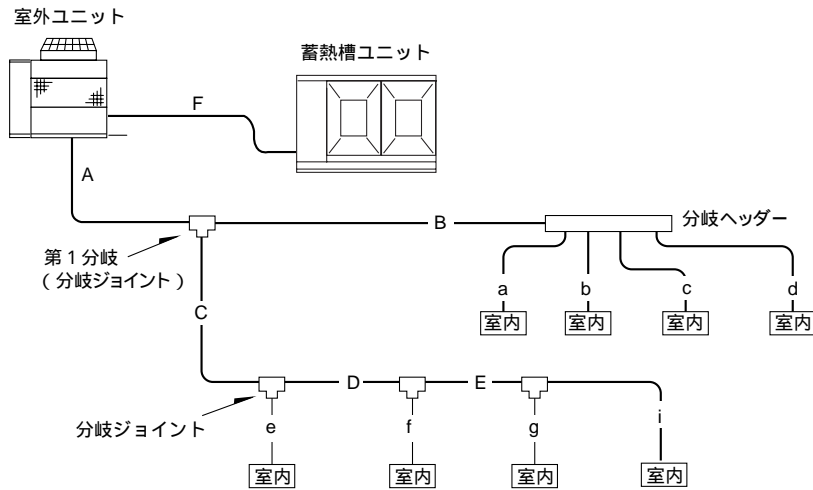 室外ユニット
蓄熱槽ユニット
F
A
B
分岐ヘッダー
第１分岐
（分岐ジョイント）
a
b
c
d
室内
室内
室内
室内
C
D
E
分岐ジョイント
e
f
g
i
室内
室内
室内
室内